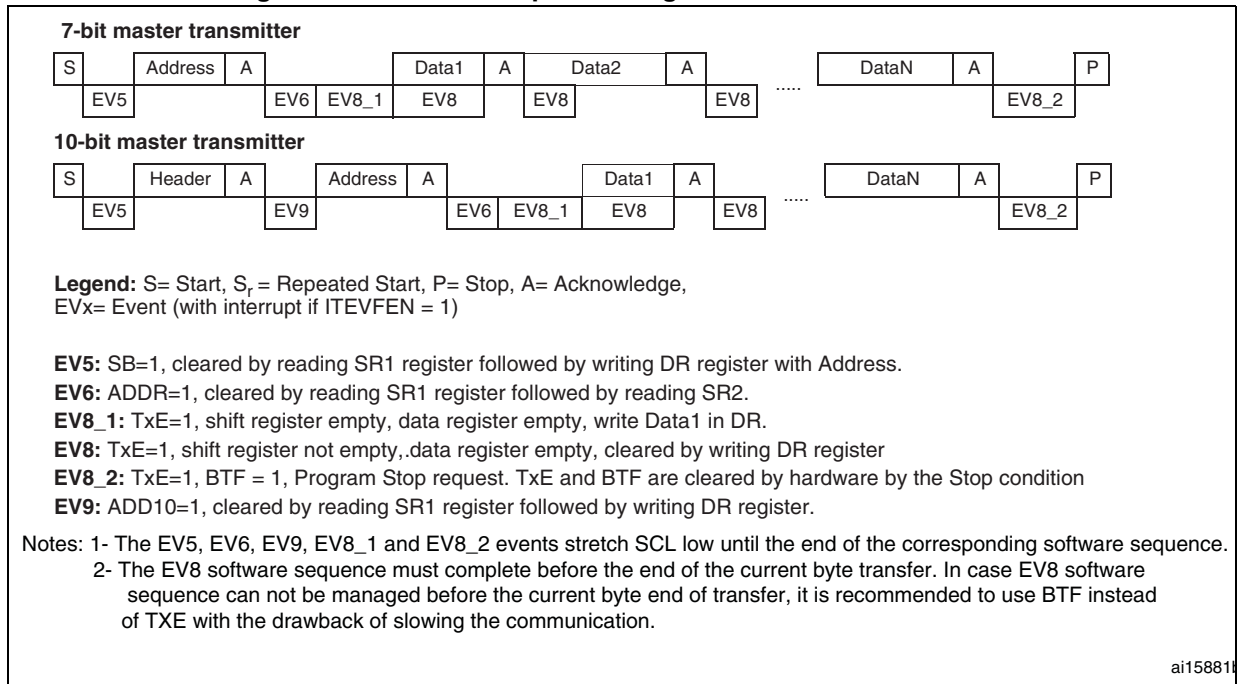 7-bit master transmitter
S Address A Data1 A Data2 A ..... DataN A P
EV5 EV6 EV8_1 EV8 EV8 EV8 EV8_2
10-bit master transmitter
S Header A Address A Data1 A ..... DataN A P
EV5 EV9 EV6 EV8_1 EV8 EV8 EV8_2
Legend: S= Start, Sr = Repeated Start, P= Stop, A= Acknowledge,
EVx= Event (with interrupt if ITEVFEN = 1)
EV5: SB=1, cleared by reading SR1 register followed by writing DR register with Address.
EV6: ADDR=1, cleared by reading SR1 register followed by reading SR2.
EV8_1: TxE=1, shift register empty, data register empty, write Data1 in DR.
EV8: TxE=1, shift register not empty,.data register empty, cleared by writing DR register
EV8_2: TxE=1, BTF = 1, Program Stop request. TxE and BTF are cleared by hardware by the Stop condition
EV9: ADD10=1, cleared by reading SR1 register followed by writing DR register.
Notes: 1- The EV5, EV6, EV9, EV8_1 and EV8_2 events stretch SCL low until the end of the corresponding software sequence.
2- The EV8 software sequence must complete before the end of the current byte transfer. In case EV8 software
sequence can not be managed before the current byte end of transfer, it is recommended to use BTF instead
of TXE with the drawback of slowing the communication.
ai15881